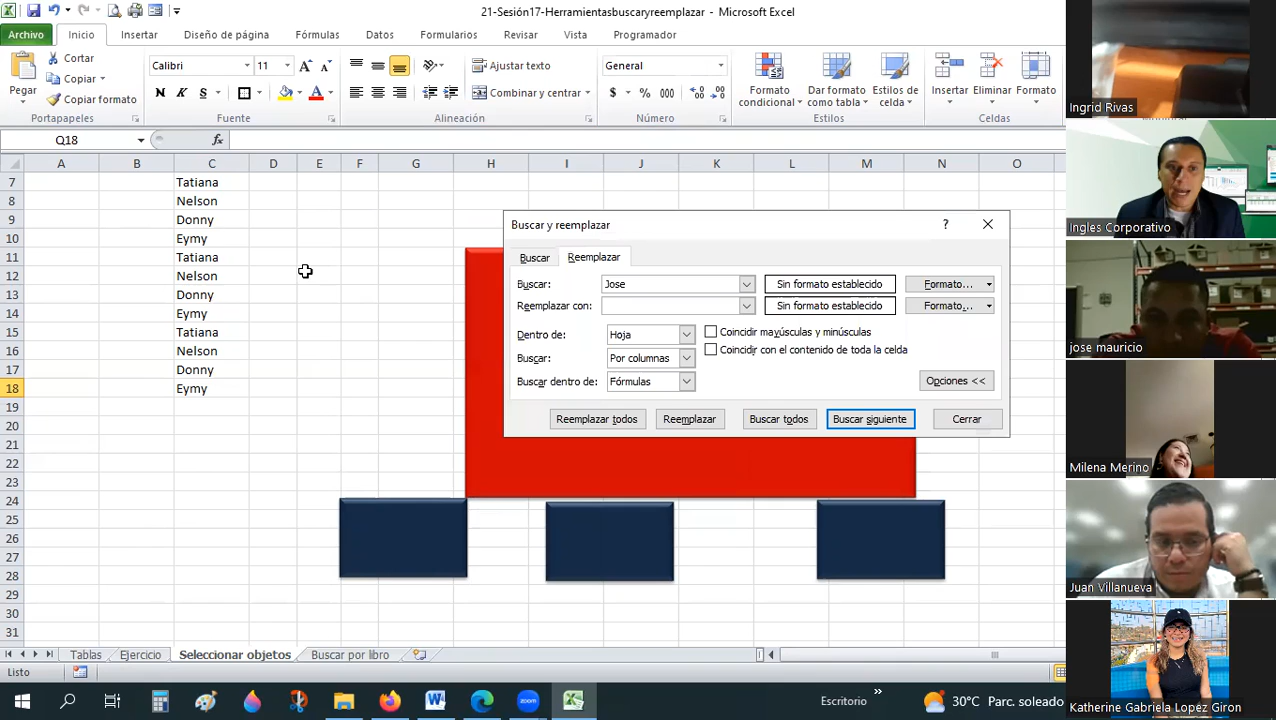 21-Sesión17-Herramientasbuscaryreemplazar - Microsoft Excel
Archivo Inicio Insertar Diseño de página Fórmulas Datos Formularios Revisar Vista Programador
Cortar
Copiar
Copiar formato
Pegar
Portapapeles
Calibri 11
N K S
Fuente
Ajustar texto
Combinar y centrar
Alineación
General
$ % 000
Número
Formato condicional
Dar formato como tabla
Estilos de celda
Estilos
Insertar
Eliminar
Formato
Celdas
Q18 fx
A B C D E F G H I J K L M N O
7 Tatiana
8 Nelson
9 Donny
10 Eymy
11 Tatiana
12 Nelson
13 Donny
14 Eymy
15 Tatiana
16 Nelson
17 Donny
18 Eymy
19
20
21
22
23
24
25
26
27
28
29
30
31
Buscar y reemplazar ?
Buscar Reemplazar
Buscar: Jose Sin formato establecido Formato...
Reemplazar con: Sin formato establecido Formato...
Dentro de: Hoja Coincidir mayúsculas y minúsculas
Buscar: Por columnas Coincidir con el contenido de toda la celda
Buscar dentro de: Fórmulas Opciones <<
Reemplazar todos Reemplazar Buscar todos Buscar siguiente Cerrar
Tablas Ejercicio Seleccionar objetos Buscar por libro
Listo
zoom
Escritorio » 30°C Parc. soleado
Ingrid Rivas
Ingles Corporativo
jose mauricio
Milena Merino
Juan Villanueva
Katherine Gabriela Lopez Giron